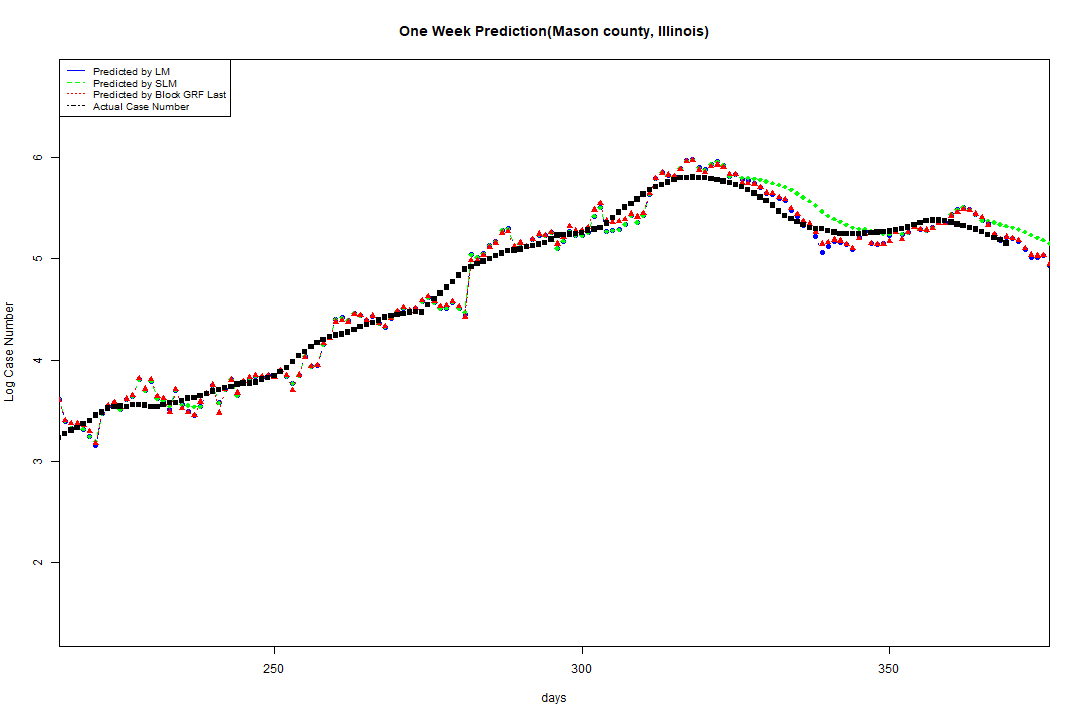 One Week Prediction(Mason county, Illinois)
Predicted by LM
Predicted by SLM
Predicted by Block GRF Last
Actual Case Number
6
5
4
3
2
Log Case Number
250
300
350
days